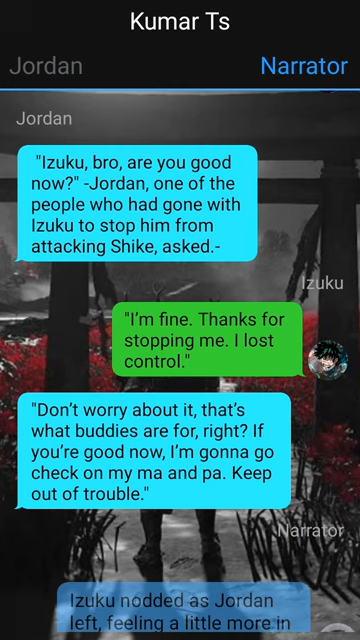 Kumar Ts
Jordan
Narrator
Jordan
"Izuku, bro, are you good
now?" -Jordan, one of the
people who had gone with
Izuku to stop him from
attacking Shike, asked.-
Izuku
"I'm fine. Thanks for
stopping me. I lost
control."
"Don't worry about it, that's
what buddies are for, right? If
you're good now, I'm gonna go
check on my ma and pa. Keep
out of trouble."
Narrator
Izuku nodded as Jordan
left, feeling a little more in